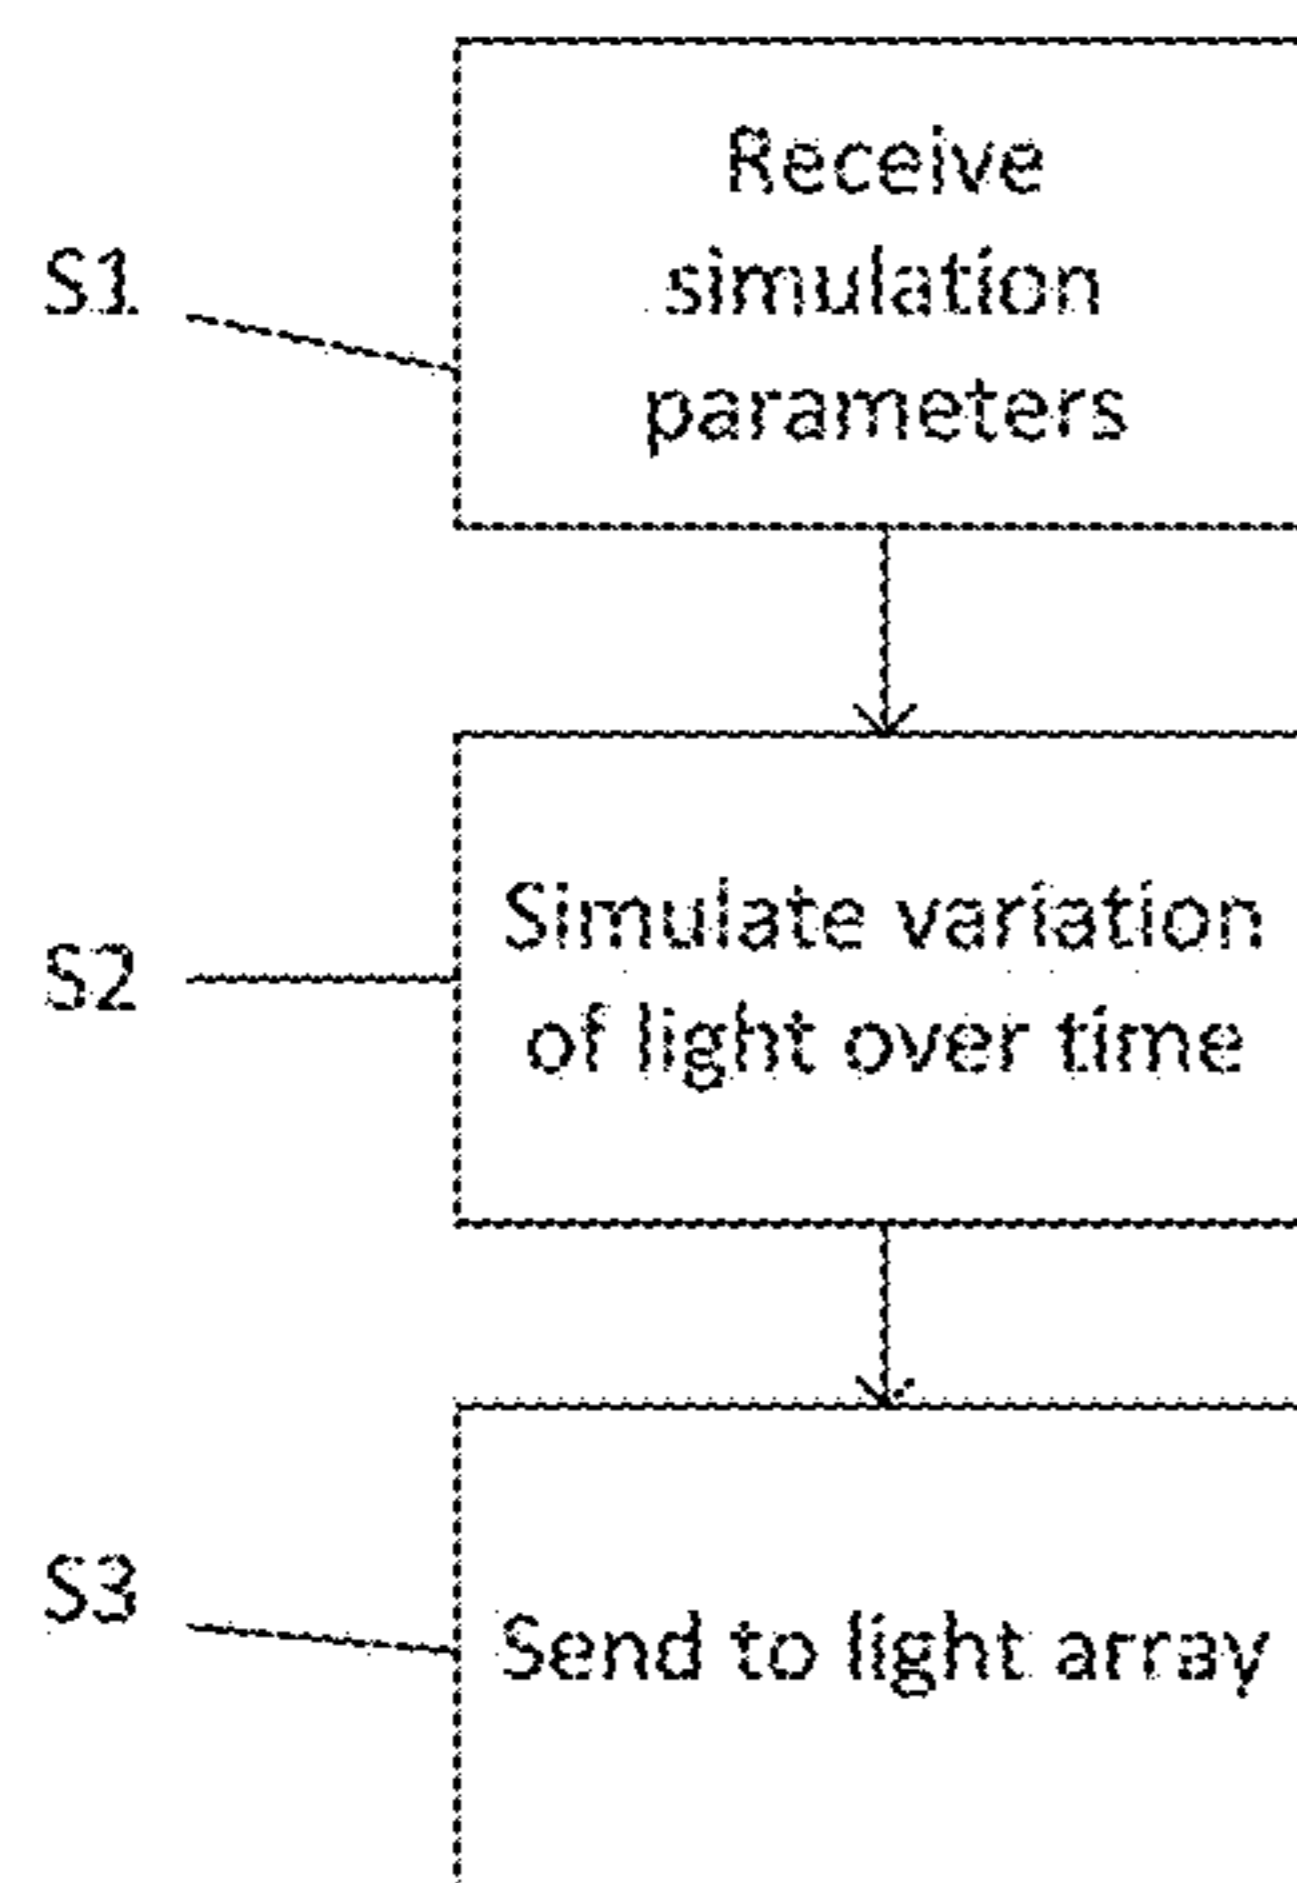 Receive
S1
simulation
parameters
Simulate variation
S2
of light over time
S3
Send to light array